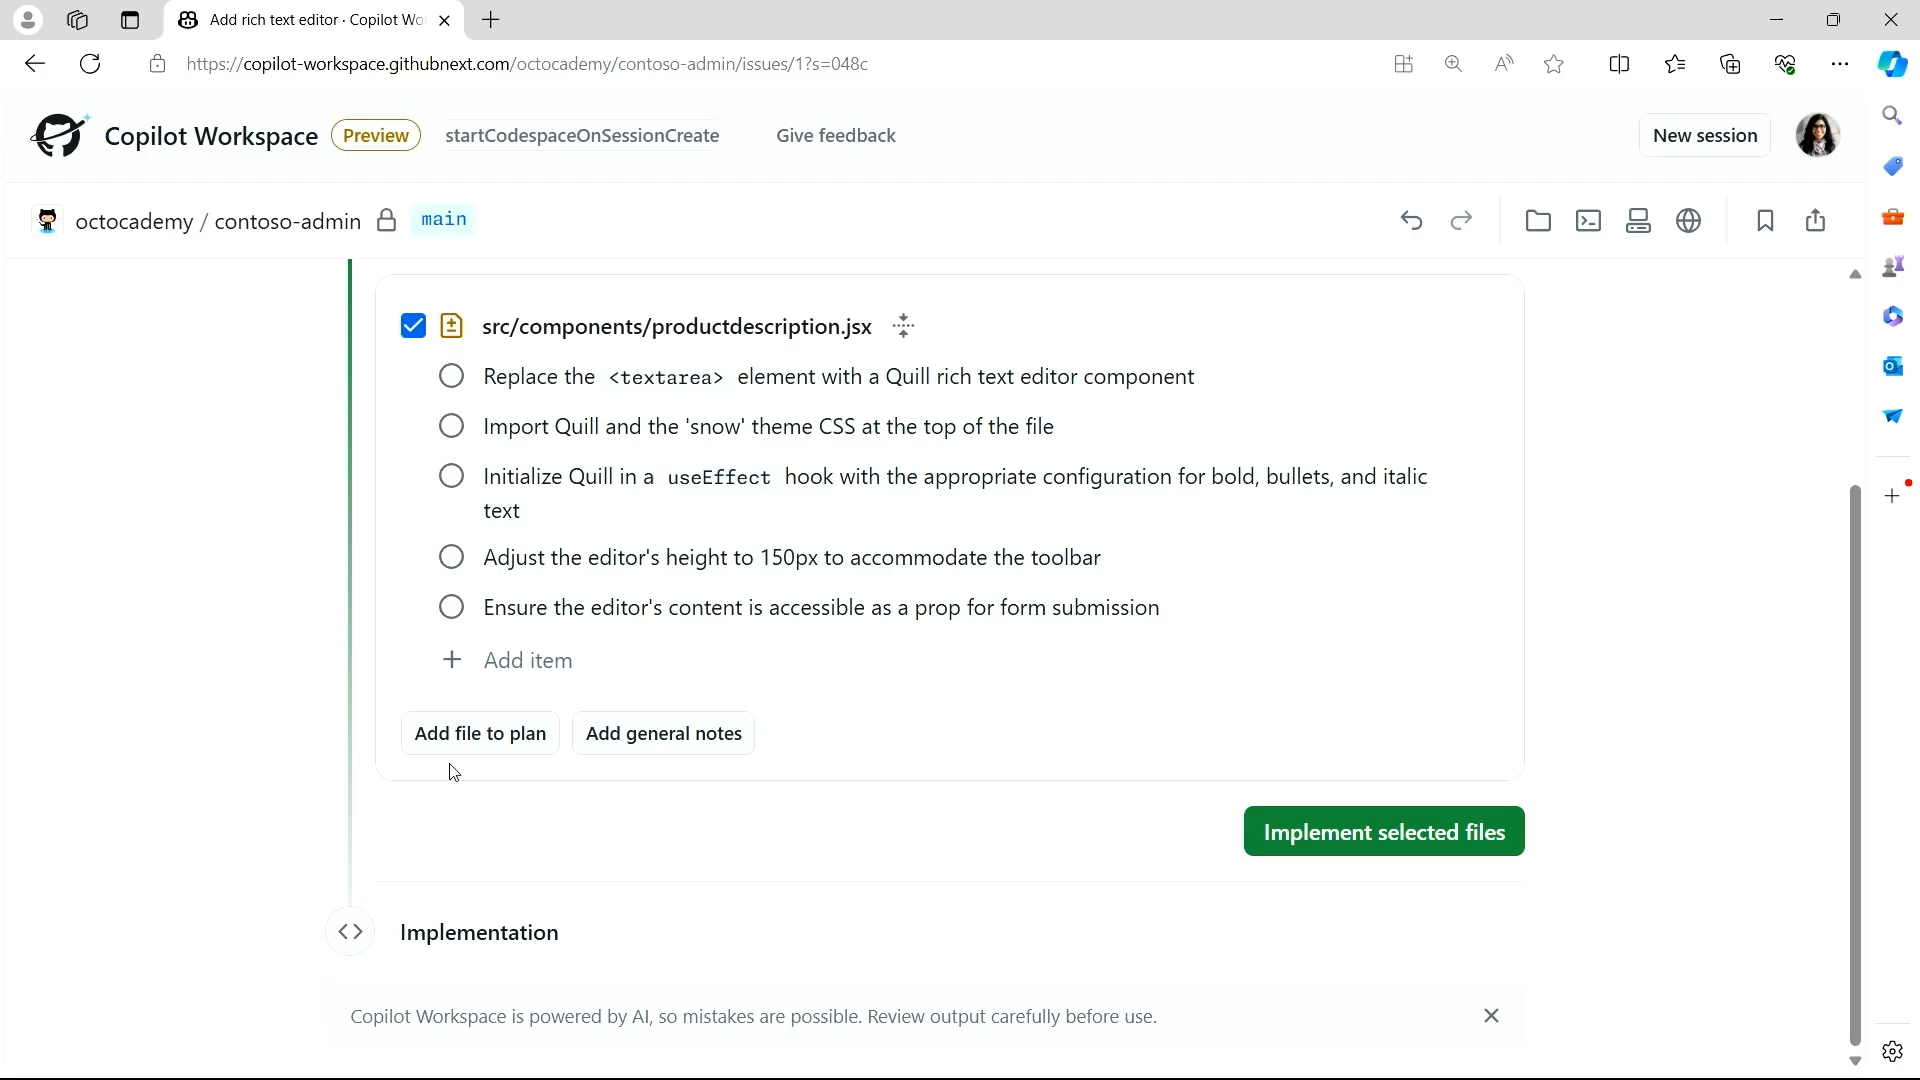 Add rich text editor · Copilot Wo
https://copilot-workspace.githubnext.com/octocademy/contoso-admin/issues/1?s=048c
Copilot Workspace Preview startCodespaceOnSessionCreate Give feedback New session
octocademy / contoso-admin main
src/components/productdescription.jsx
Replace the <textarea> element with a Quill rich text editor component
Import Quill and the 'snow' theme CSS at the top of the file
Initialize Quill in a useEffect hook with the appropriate configuration for bold, bullets, and italic
text
Adjust the editor's height to 150px to accommodate the toolbar
Ensure the editor's content is accessible as a prop for form submission
Add item
Add file to plan Add general notes
Implement selected files
Implementation
Copilot Workspace is powered by AI, so mistakes are possible. Review output carefully before use.